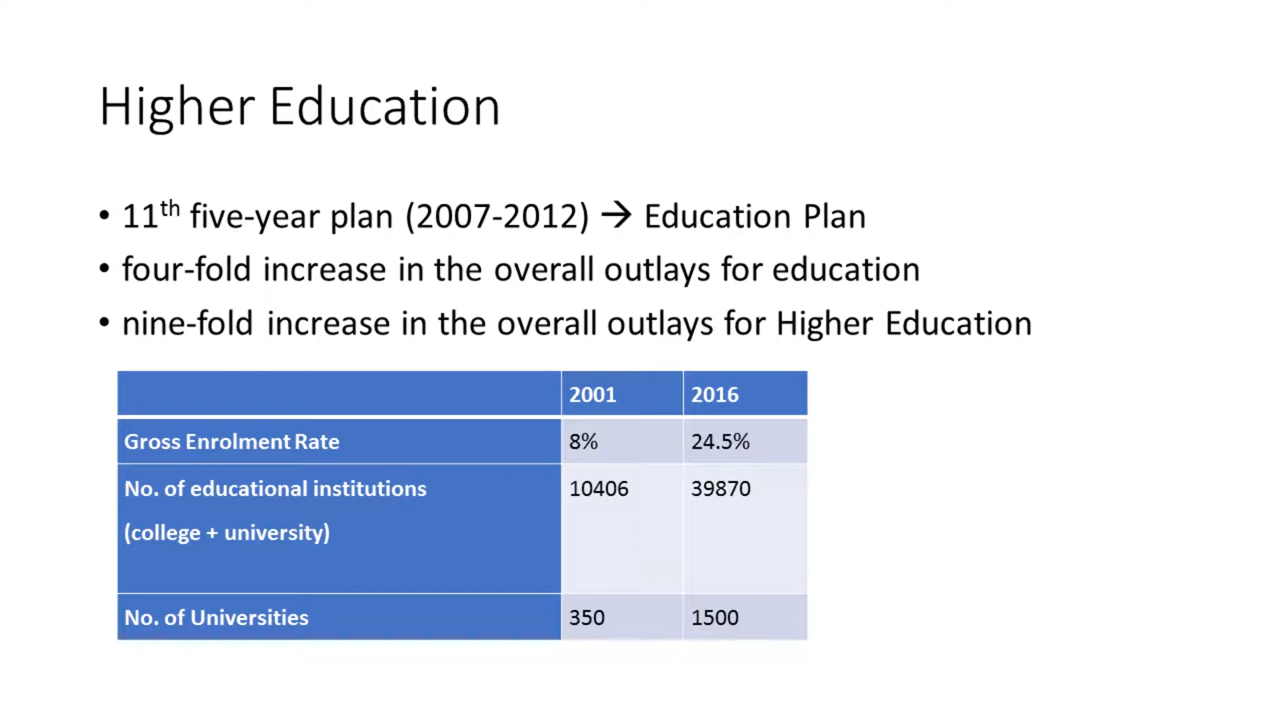 Higher Education
• 11th five-year plan (2007-2012) → Education Plan
• four-fold increase in the overall outlays for education
• nine-fold increase in the overall outlays for Higher Education
2001 2016
Gross Enrolment Rate 8% 24.5%
No. of educational institutions 10406 39870
(college + university)
No. of Universities 350 1500